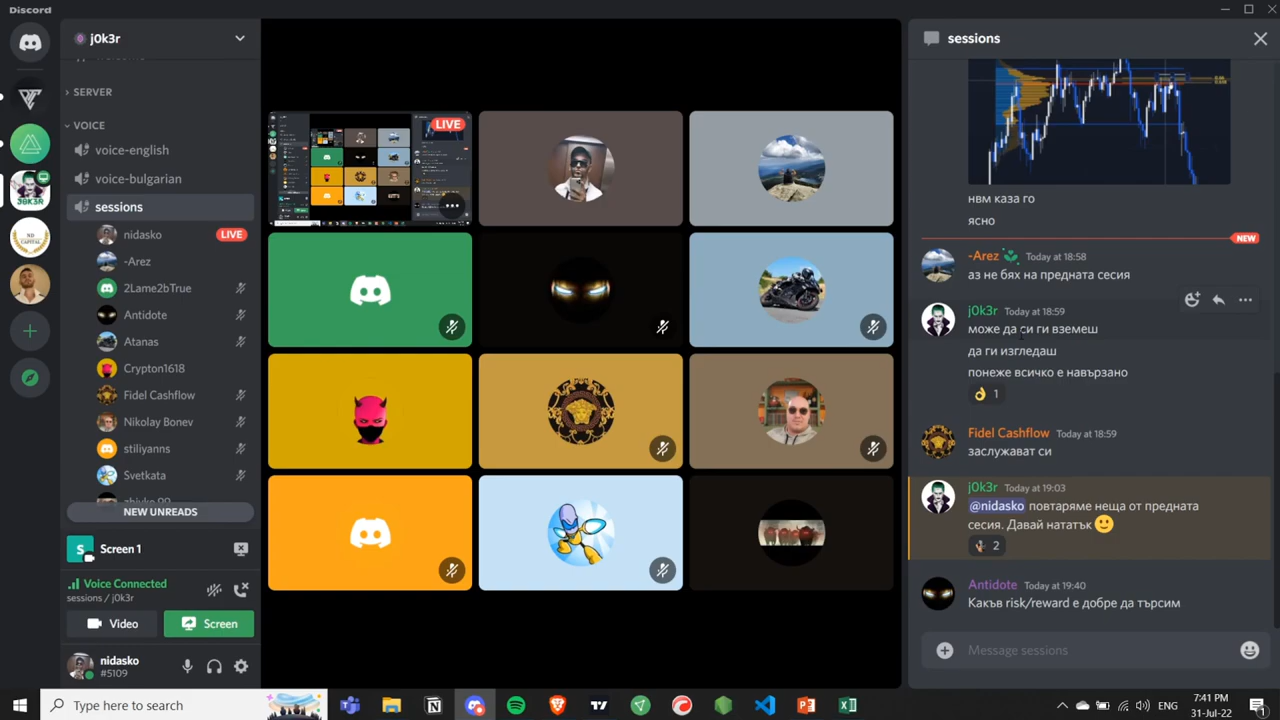 Discord
j0k3r
SERVER
VOICE
voice-english
voice-bulgarian
sessions
nidasko
LIVE
-Arez
2Lame2bTrue
Antidote
Atanas
Crypton1618
Fidel Cashflow
Nikolay Bonev
stiliyanns
Svetkata
NEW UNREADS
S
Screen 1
Voice Connected
sessions / j0k3r
Video
Screen
nidasko
#5109
LIVE
sessions
нвм каза го
ясно
NEW
-Arez Today at 18:58
аз не бях на предната сесия
j0k3r Today at 18:59
може да си ги вземеш
да ги изгледаш
понеже всичко е навързано
1
Fidel Cashflow Today at 18:59
заслужават си
j0k3r Today at 19:03
@nidasko повтаряме неща от предната
сесия. Давай нататък
2
Antidote Today at 19:40
Какъв risk/reward е добре да търсим
Message sessions
Type here to search
ENG
7:41 PM
31-Jul-22